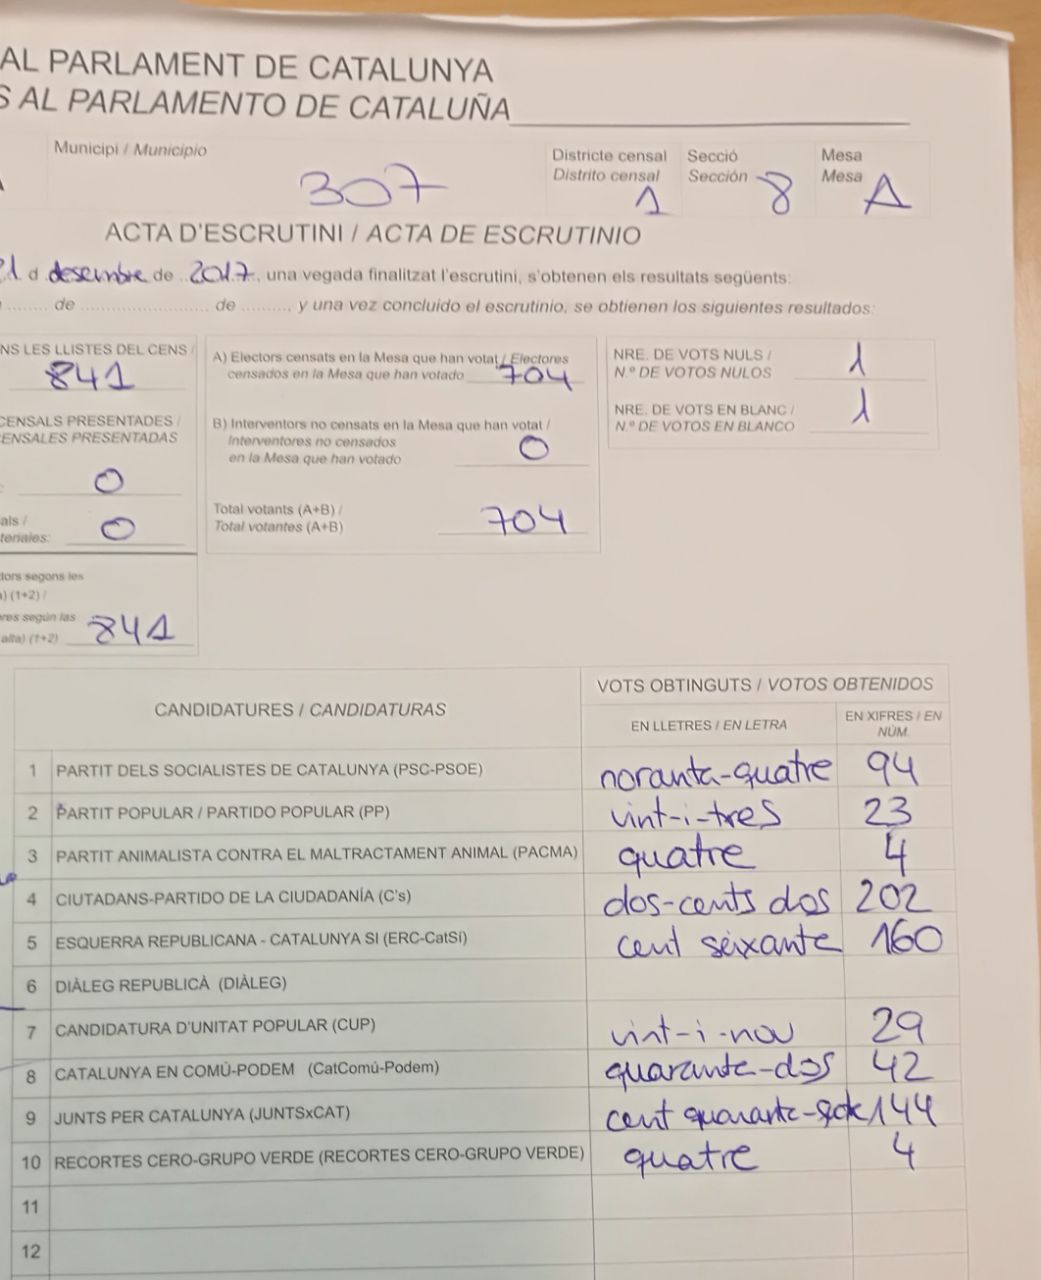 AL PARLAMENT DE CATALUNYA
S AL PARLAMENTO DE CATALUÑA
Municipi / Municipio
307
Districte censal
Distrito censal
1
Secció
Sección
8
Mesa
Mesa
A
ACTA D'ESCRUTINI / ACTA DE ESCRUTINIO
21 d desembre de 2017, una vegada finalitzat l'escrutini, s'obtenen els resultats següents:
de de , y una vez concluido el escrutinio, se obtienen los siguientes resultados:
NS LES LLISTES DEL CENS /
841
CENSALS PRESENTADES /
ENSALES PRESENTADAS
: 0
als /
teriales: 0
tors segons les
) (1+2) /
res según las
alta) (1+2) 841
A) Electors censats en la Mesa que han votat / Electores
censados en la Mesa que han votado 704
B) Interventors no censats en la Mesa que han votat /
Interventores no censados
en la Mesa que han votado 0
Total votants (A+B) /
Total votantes (A+B) 704
NRE. DE VOTS NULS /
N.º DE VOTOS NULOS 1
NRE. DE VOTS EN BLANC /
N.º DE VOTOS EN BLANCO 1
CANDIDATURES / CANDIDATURAS
VOTS OBTINGUTS / VOTOS OBTENIDOS
EN LLETRES / EN LETRA
EN XIFRES / EN
NÚM.
1 PARTIT DELS SOCIALISTES DE CATALUNYA (PSC-PSOE) noranta-quatre 94
2 PARTIT POPULAR / PARTIDO POPULAR (PP) vint-i-tres 23
3 PARTIT ANIMALISTA CONTRA EL MALTRACTAMENT ANIMAL (PACMA) quatre 4
4 CIUTADANS-PARTIDO DE LA CIUDADANÍA (C's) dos-cents dos 202
5 ESQUERRA REPUBLICANA - CATALUNYA SI (ERC-CatSí) cent seixante 160
6 DIÀLEG REPUBLICÀ (DIÀLEG)
7 CANDIDATURA D'UNITAT POPULAR (CUP) vint-i-nou 29
8 CATALUNYA EN COMÚ-PODEM (CatComú-Podem) quarante-dos 42
9 JUNTS PER CATALUNYA (JUNTSxCAT) cent 144
10 RECORTES CERO-GRUPO VERDE (RECORTES CERO-GRUPO VERDE) quatre 4
11
12